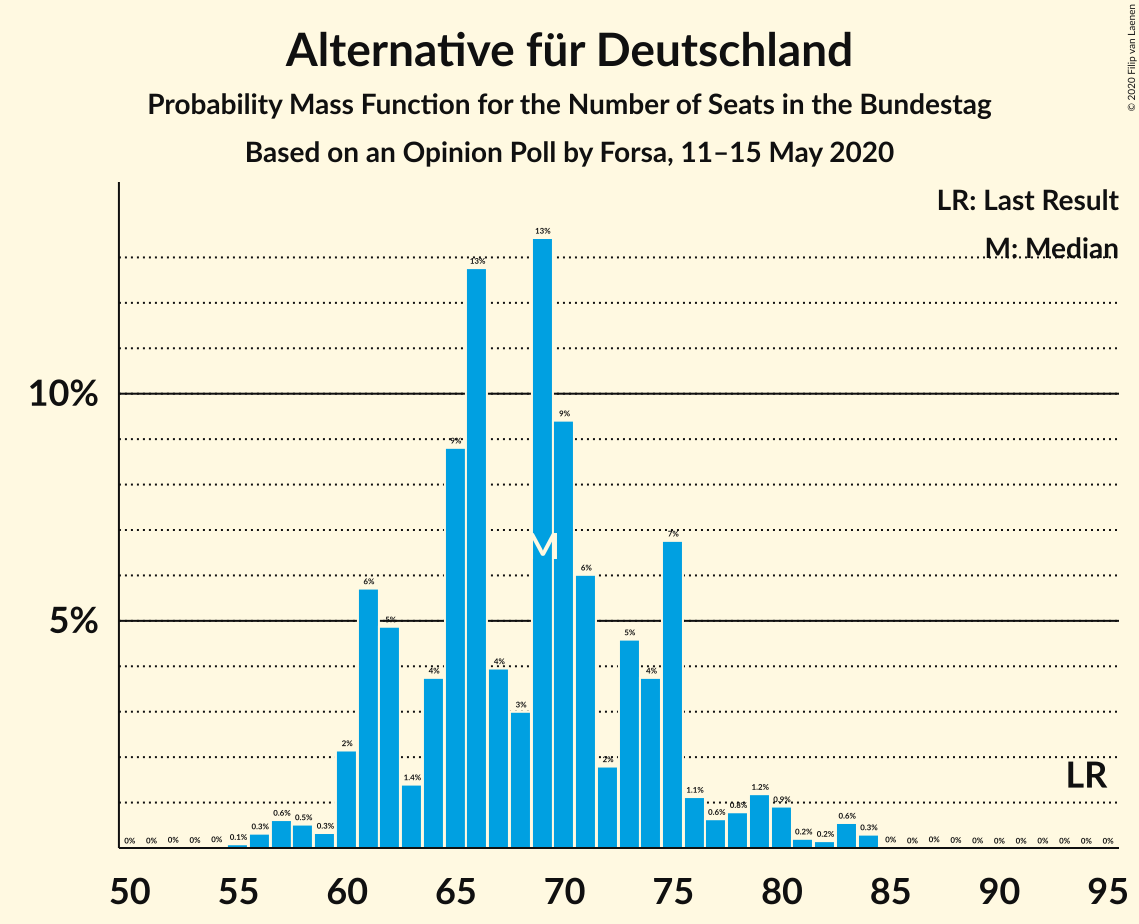 Alternative für Deutschland
Probability Mass Function for the Number of Seats in the Bundestag
Based on an Opinion Poll by Forsa, 11–15 May 2020
© 2020 Filip van Laenen
LR: Last Result
M: Median
10%
5%
0% 0% 0% 0% 0% 0.1% 0.3% 0.6% 0.5% 0.3% 2% 6% 5% 1.4% 4% 9% 13% 4% 3% 13% 9% 6% 2% 5% 4% 7% 1.1% 0.6% 0.8% 1.2% 0.9% 0.2% 0.2% 0.6% 0.3% 0% 0% 0% 0% 0% 0% 0% 0% 0% 0% 0%
M
LR
50 55 60 65 70 75 80 85 90 95